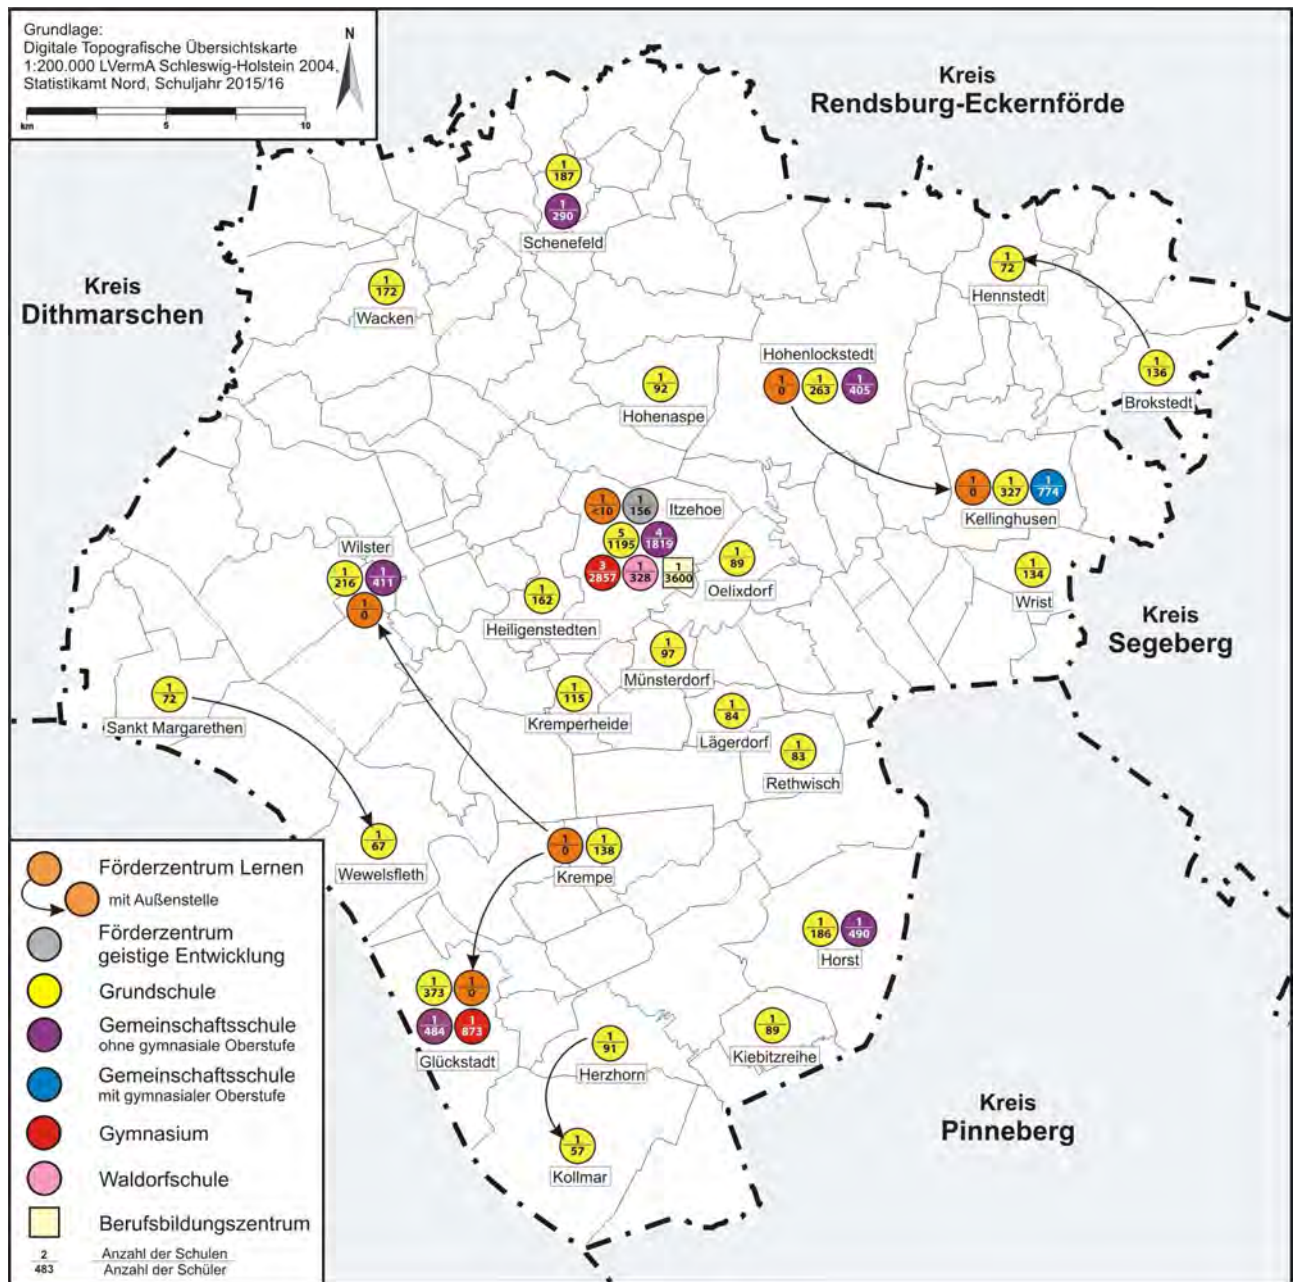 Grundlage:
Digitale Topografische Übersichtskarte
1:200.000 LVermA Schleswig-Holstein 2004,
Statistikamt Nord, Schuljahr 2015/16
N
km 5 10
Kreis
Rendsburg-Eckernförde
1
187
1
290
Schenefeld
Kreis
Dithmarschen
1
172
Wacken
1
72
Hennstedt
1
136
Brokstedt
1
92
Hohenaspe
Hohenlockstedt
1 1 1
0 263 405
1 1 1
0 327 774
Kellinghusen
1 1
<10 156
Itzehoe
5 4
1195 1819
3 1 1
2857 328 3600
1
89
Oelixdorf
1
134
Wrist
Kreis
Segeberg
Wilster
1 1
216 411
1
0
1
162
Heiligenstedten
1
97
Münsterdorf
1
72
Sankt Margarethen
1
115
Kremperheide
1
84
Lägerdorf
1
83
Rethwisch
1
67
Wewelsfleth
1 1
0 138
Krempe
1 1
186 490
Horst
1 1
373 0
1 1
484 873
Glückstadt
1
91
Herzhorn
1
89
Kiebitzreihe
1
57
Kollmar
Kreis
Pinneberg
Förderzentrum Lernen
mit Außenstelle
Förderzentrum
geistige Entwicklung
Grundschule
Gemeinschaftsschule
ohne gymnasiale Oberstufe
Gemeinschaftsschule
mit gymnasialer Oberstufe
Gymnasium
Waldorfschule
Berufsbildungszentrum
2 Anzahl der Schulen
483 Anzahl der Schüler